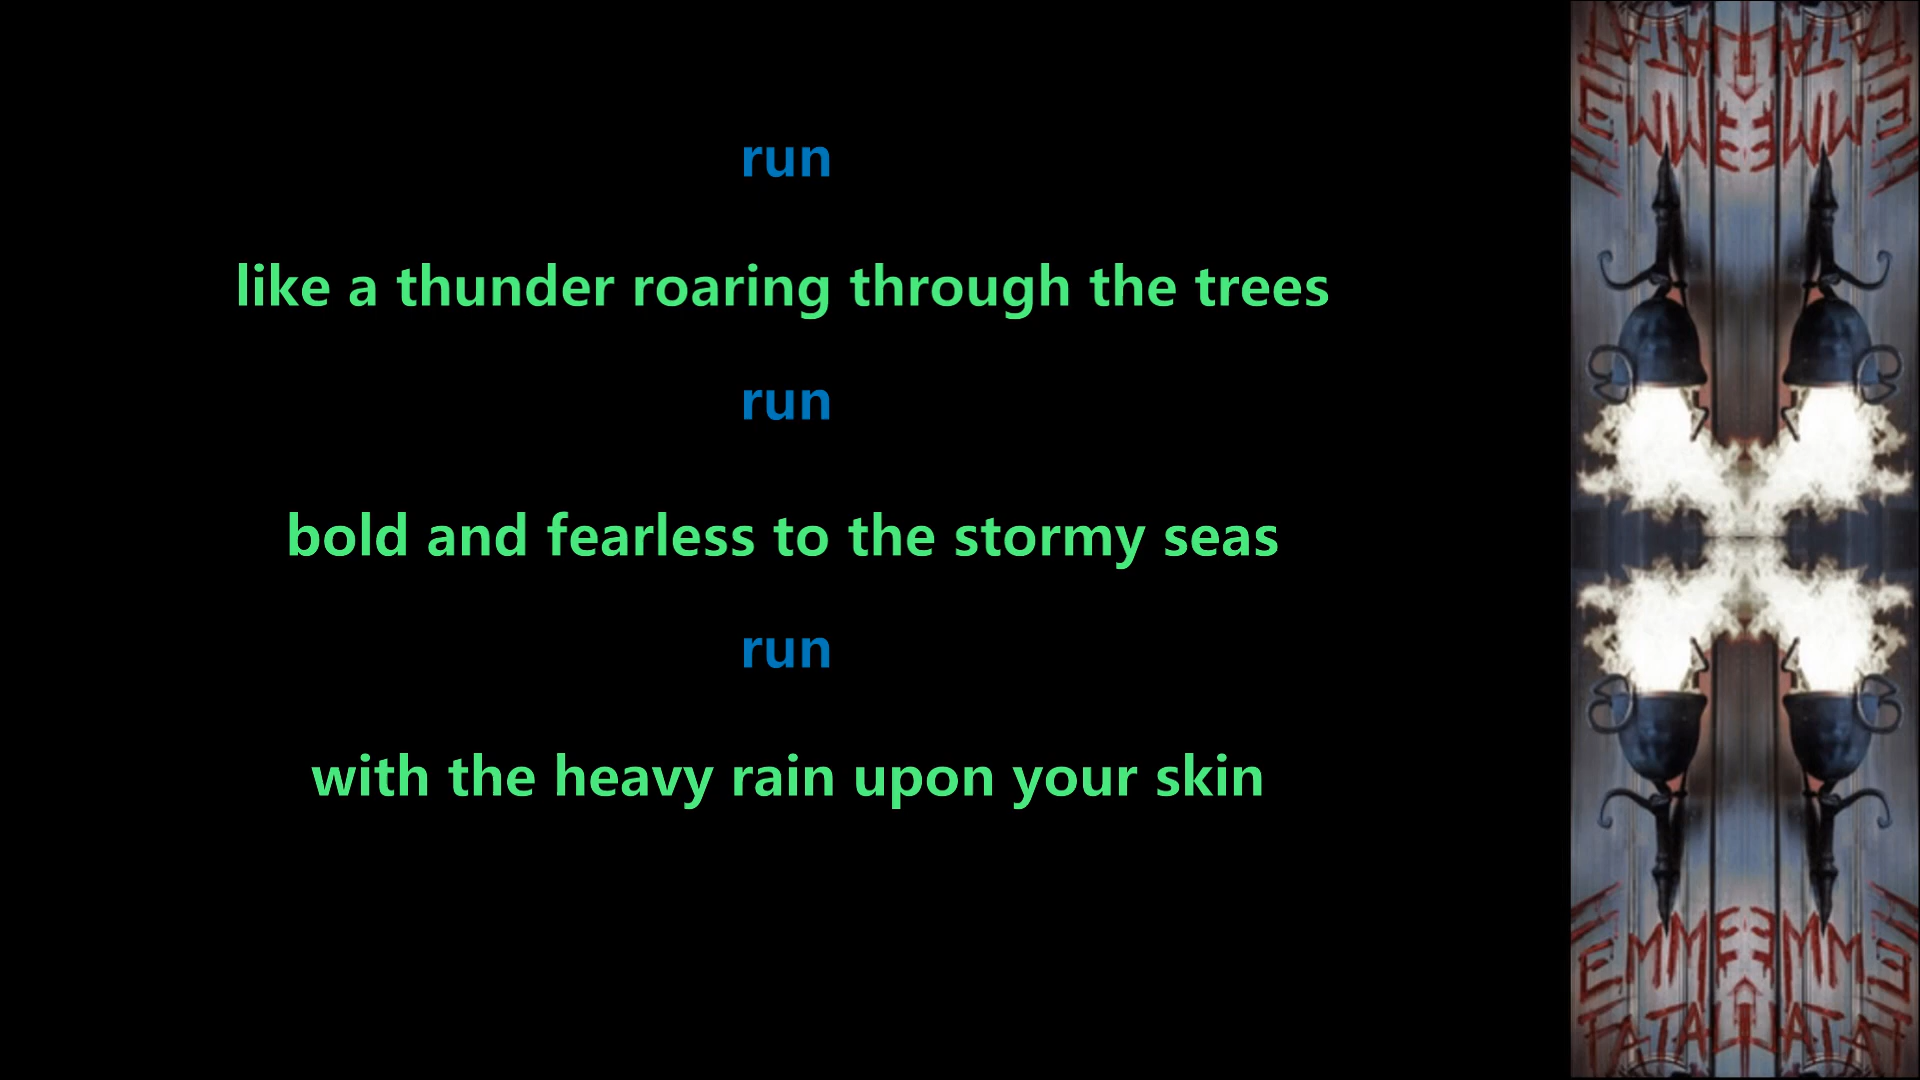 run
like a thunder roaring through the trees
run
bold and fearless to the stormy seas
run
with the heavy rain upon your skin